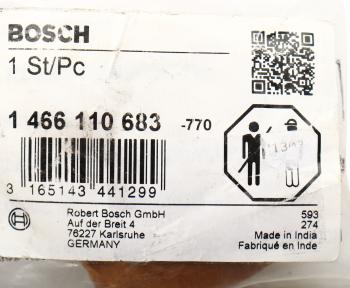 BOSCH
1 St/Pc
1 466 110 683 -770
3 165143 441299
Robert Bosch GmbH
Auf der Breit 4
76227 Karlsruhe
GERMANY
593
274
Made in India
Fabriqué en Inde